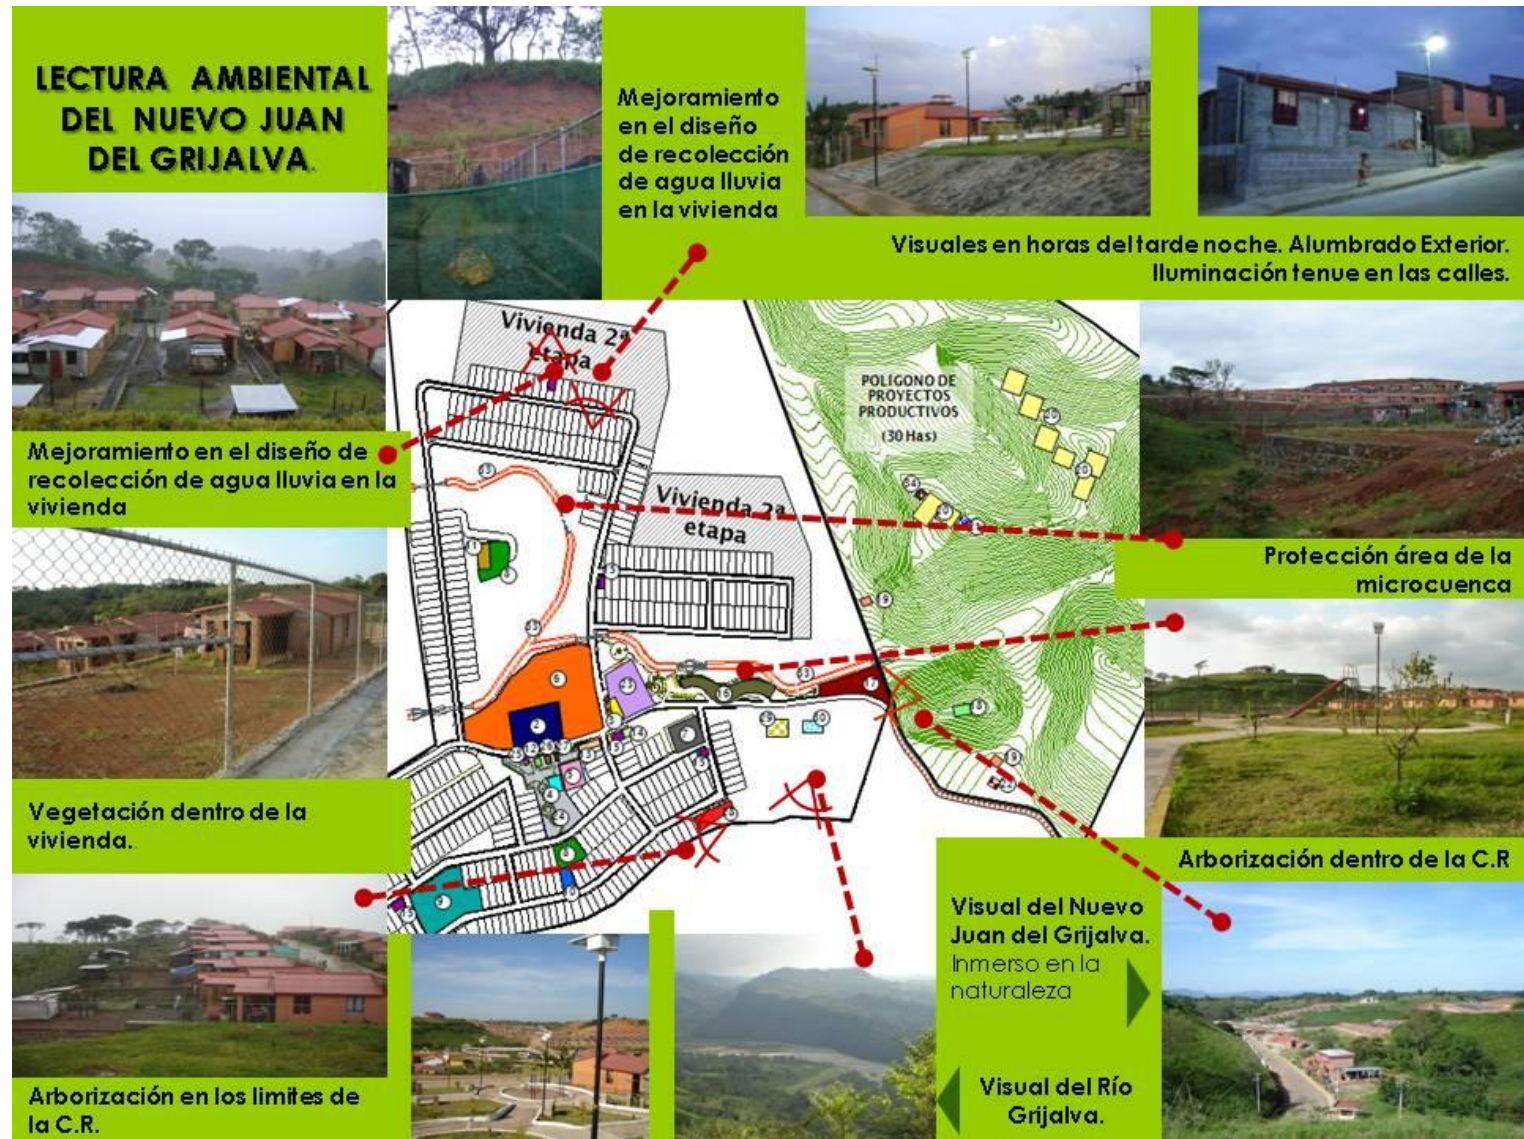 LECTURA AMBIENTAL
DEL NUEVO JUAN
DEL GRIJALVA.
Mejoramiento
en el diseño
de recolección
de agua lluvia
en la vivienda
Visuales en horas del tarde noche. Alumbrado Exterior.
Iluminación tenue en las calles.
Mejoramiento en el diseño de
recolección de agua lluvia en la
vivienda
Vivienda 2ª
etapa
Vivienda 2ª
etapa
POLÍGONO DE
PROYECTOS
PRODUCTIVOS
(30 Has)
Protección área de la
microcuenca
Vegetación dentro de la
vivienda.
Arborización dentro de la C.R
Visual del Nuevo
Juan del Grijalva.
Inmerso en la
naturaleza
Visual del Río
Grijalva.
Arborización en los limites de
la C.R.